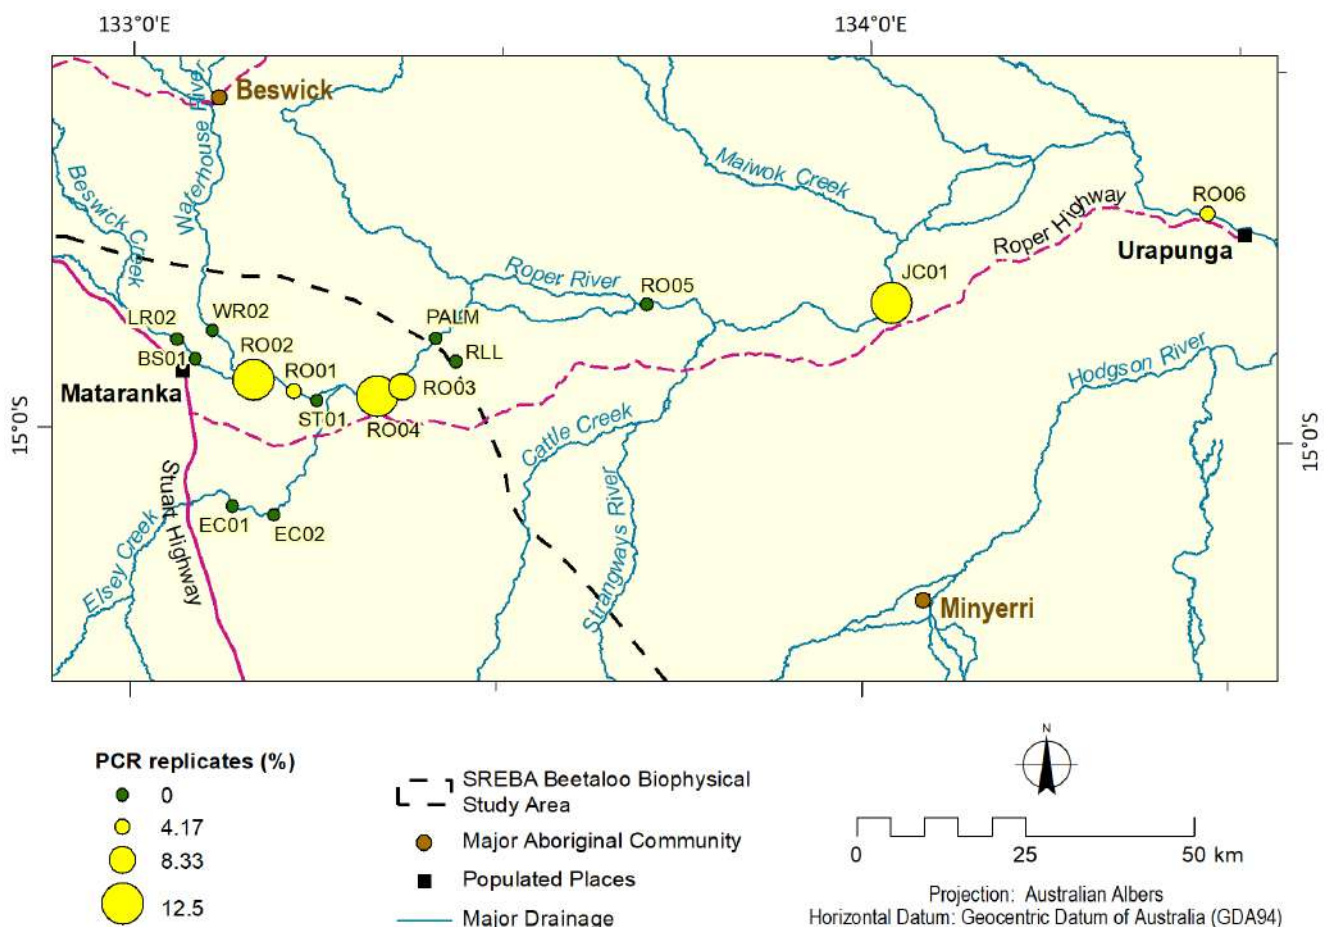 133°0'E
134°0'E
Beswick
Waterhouse River
Beswick Creek
Maiwok Creek
Roper Highway
RO06
Urapunga
Roper River
RO05
JC01
LR02
WR02
PALM
BS01
RO02
RO01
RLL
Mataranka
RO03
Hodgson River
ST01
RO04
15°0'S
15°0'S
Cattle Creek
Stuart Highway
EC01
EC02
Elsey Creek
Strangways River
Minyerri
PCR replicates (%)
0
4.17
8.33
12.5
SREBA Beetaloo Biophysical
Study Area
Major Aboriginal Community
Populated Places
Major Drainage
N
0 25 50 km
Projection: Australian Albers
Horizontal Datum: Geocentric Datum of Australia (GDA94)